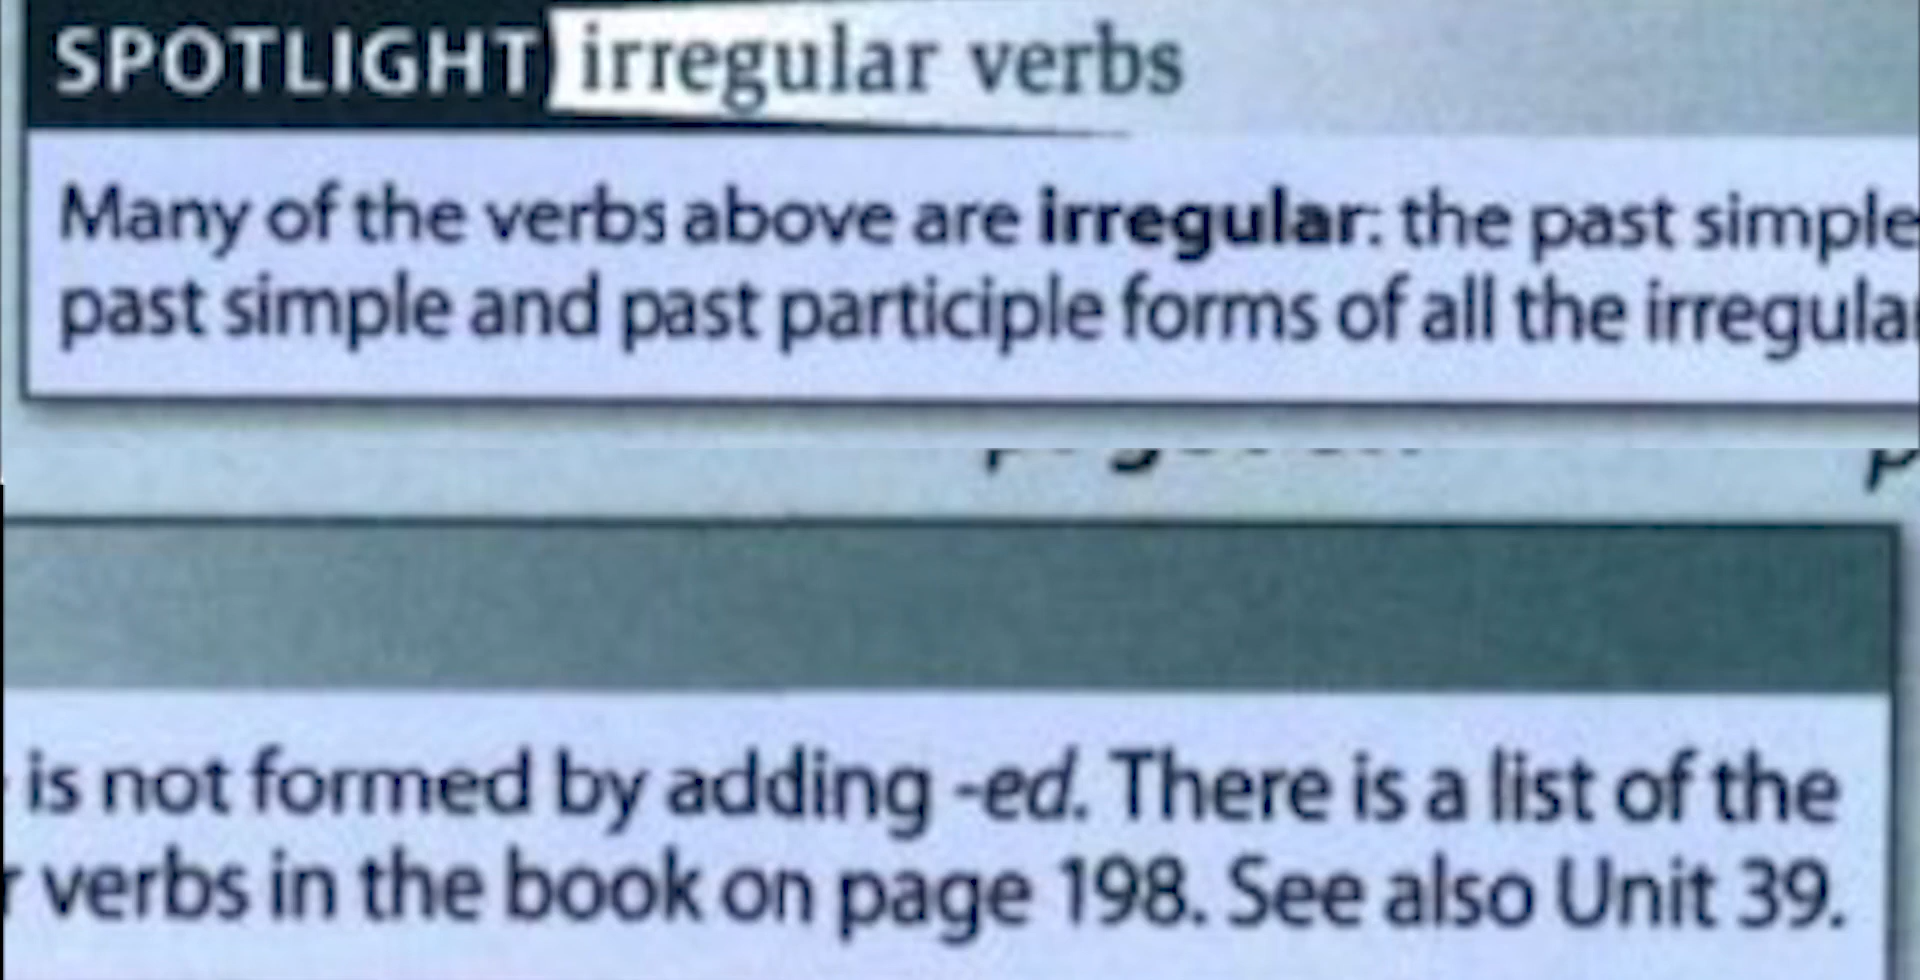 SPOTLIGHT irregular verbs
Many of the verbs above are irregular: the past simple
past simple and past participle forms of all the irregular
is not formed by adding -ed. There is a list of the
verbs in the book on page 198. See also Unit 39.